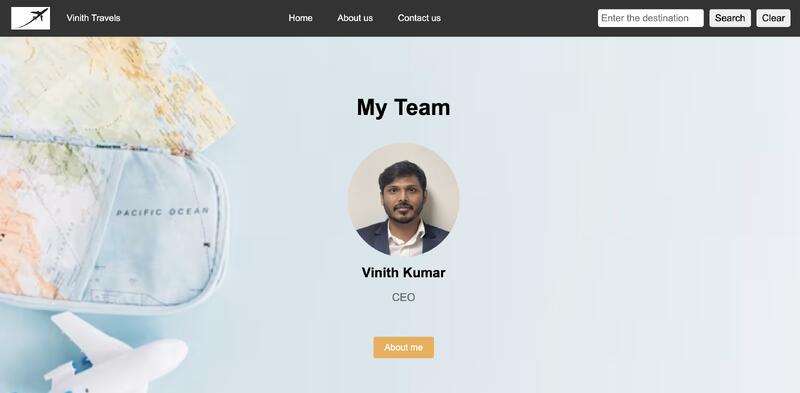 Vinith Travels
Home
About us
Contact us
Enter the destination
Search
Clear
My Team
PACIFIC OCEAN
Vinith Kumar
CEO
About me